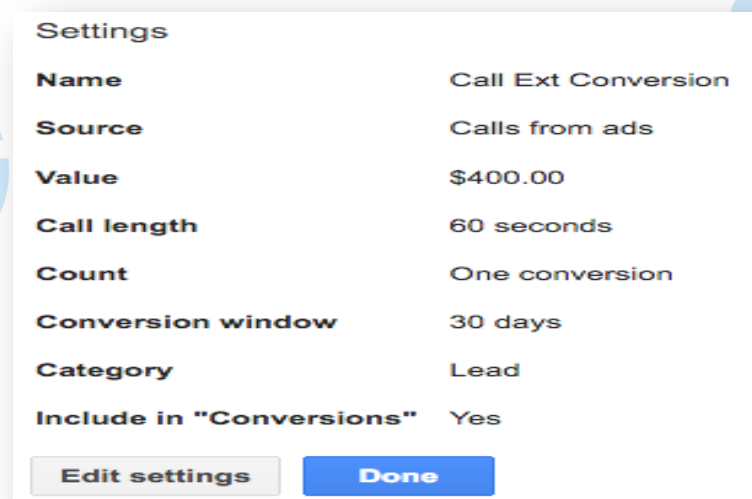 Settings
Name Call Ext Conversion
Source Calls from ads
Value $400.00
Call length 60 seconds
Count One conversion
Conversion window 30 days
Category Lead
Include in "Conversions" Yes
Edit settings Done